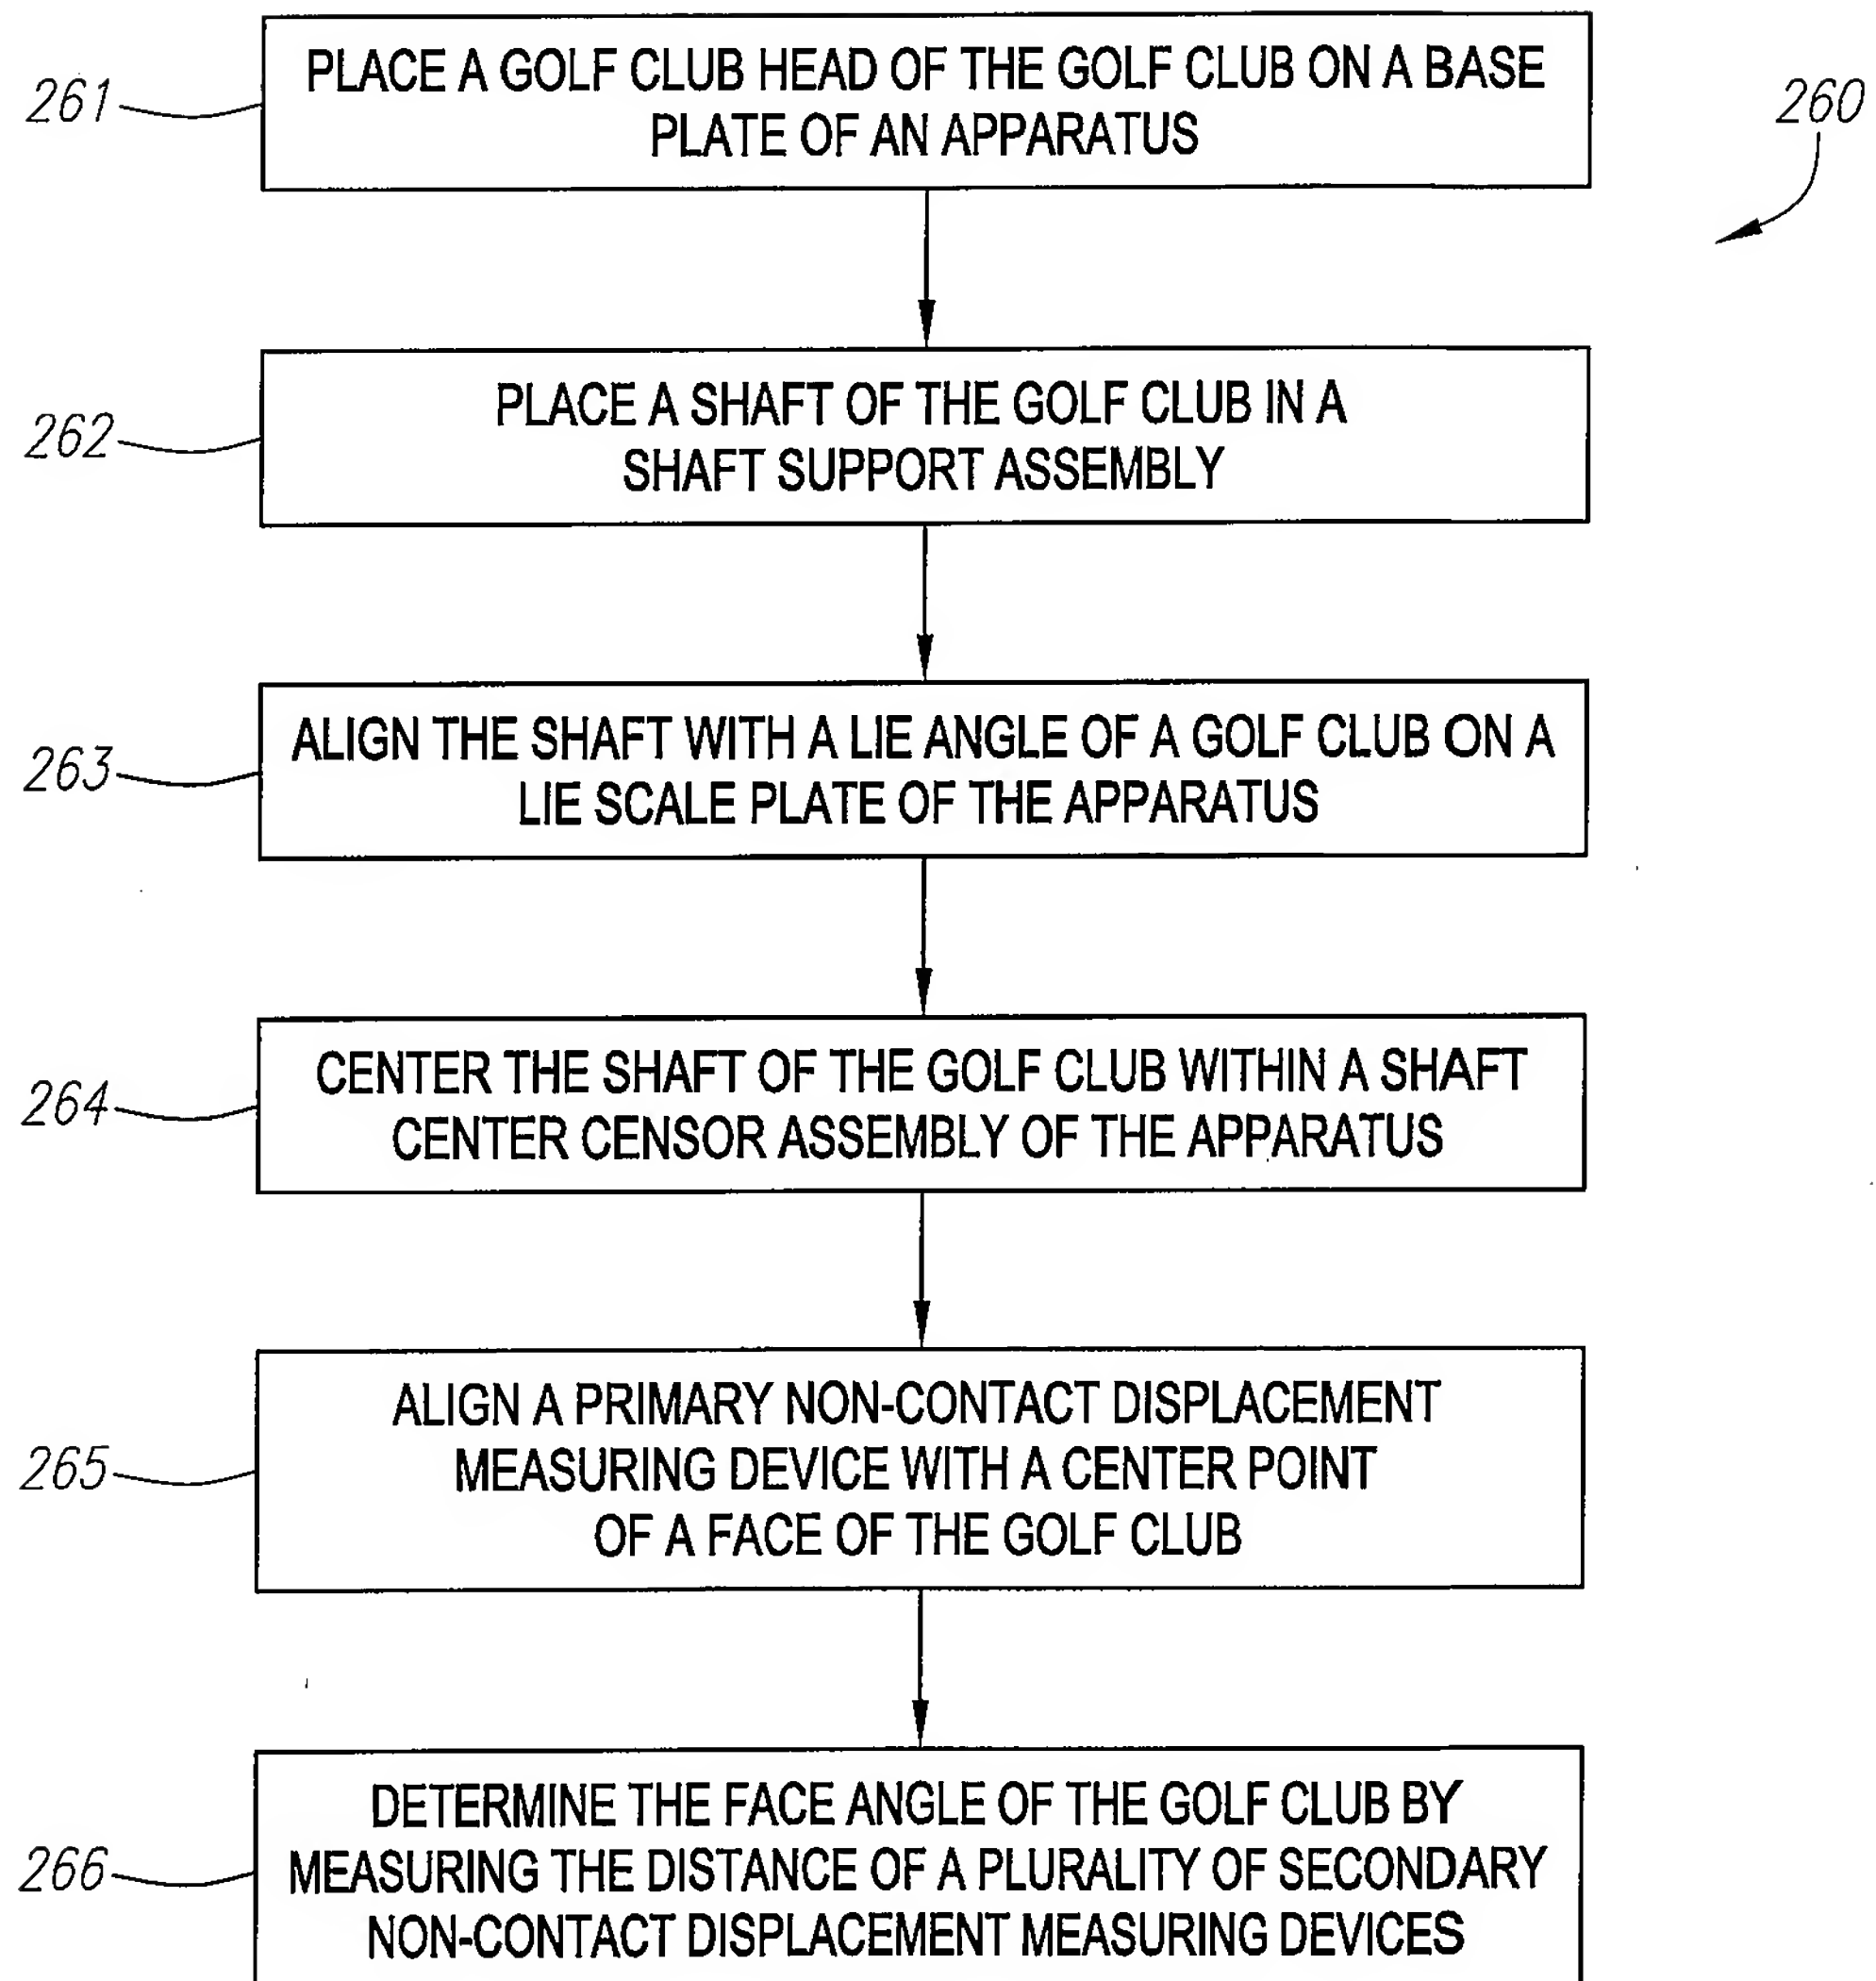 261
PLACE A GOLF CLUB HEAD OF THE GOLF CLUB ON A BASE
PLATE OF AN APPARATUS
260
262
PLACE A SHAFT OF THE GOLF CLUB IN A
SHAFT SUPPORT ASSEMBLY
263
ALIGN THE SHAFT WITH A LIE ANGLE OF A GOLF CLUB ON A
LIE SCALE PLATE OF THE APPARATUS
264
CENTER THE SHAFT OF THE GOLF CLUB WITHIN A SHAFT
CENTER CENSOR ASSEMBLY OF THE APPARATUS
265
ALIGN A PRIMARY NON-CONTACT DISPLACEMENT
MEASURING DEVICE WITH A CENTER POINT
OF A FACE OF THE GOLF CLUB
266
DETERMINE THE FACE ANGLE OF THE GOLF CLUB BY
MEASURING THE DISTANCE OF A PLURALITY OF SECONDARY
NON-CONTACT DISPLACEMENT MEASURING DEVICES